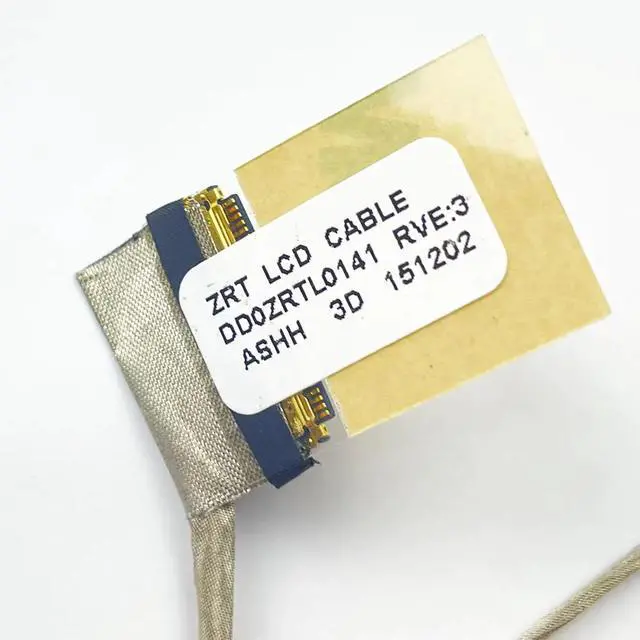 ZRT LCD CABLE
DD0ZRTL0141 RVE:3
ASHH 3D 151202